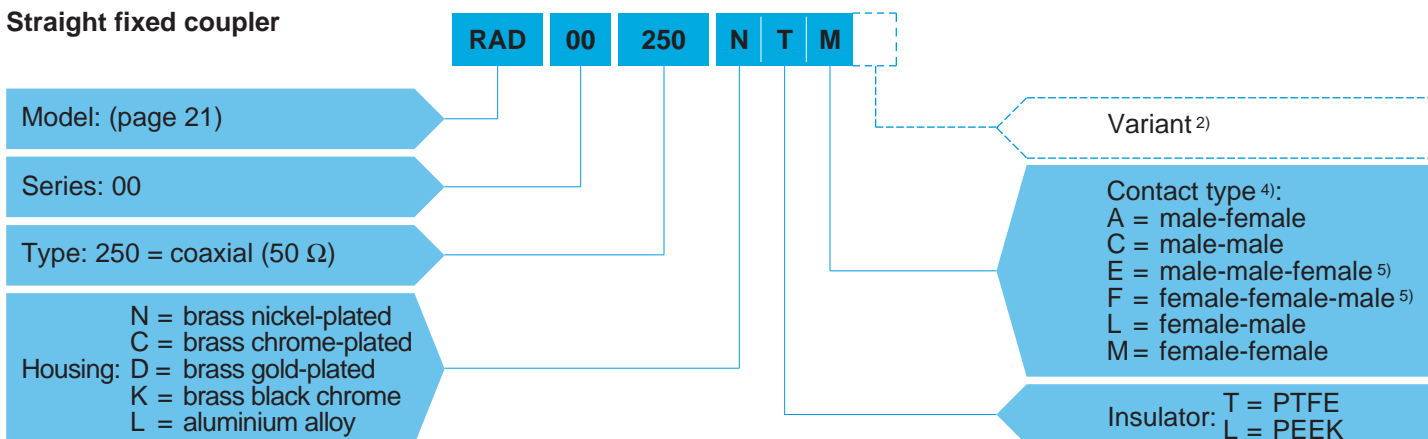 Straight fixed coupler
RAD 00 250 N T M
Model: (page 21)
Series: 00
Type: 250 = coaxial (50 Ω)
Housing:
N = brass nickel-plated
C = brass chrome-plated
D = brass gold-plated
K = brass black chrome
L = aluminium alloy
Variant 2)
Contact type 4):
A = male-female
C = male-male
E = male-male-female 5)
F = female-female-male 5)
L = female-male
M = female-female
Insulator:
T = PTFE
L = PEEK